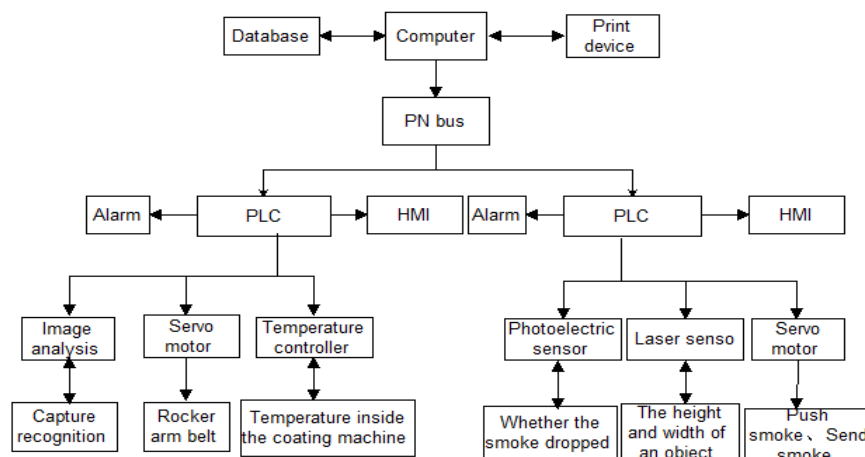 Database
Computer
Print
device
PN bus
Alarm
PLC
HMI
Alarm
PLC
HMI
Image
analysis
Servo
motor
Temperature
controller
Photoelectric
sensor
Laser senso
Servo
motor
Capture
recognition
Rocker
arm belt
Temperature inside
the coating machine
Whether the
smoke dropped
The height
and width of
an object
Push
smoke、Send
smoke